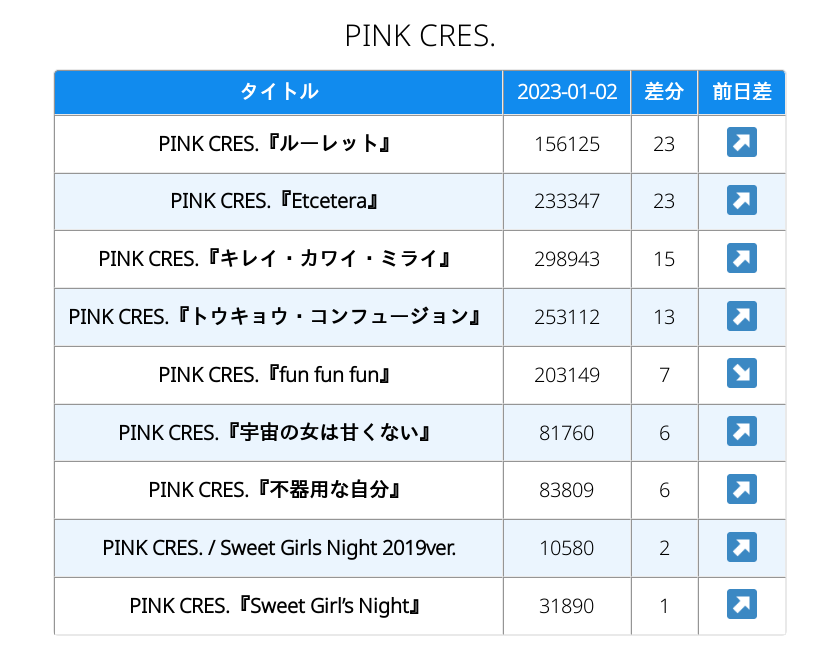 PINK CRES.
タイトル 2023-01-02 差分 前日差
PINK CRES.『ルーレット』 156125 23 ↗
PINK CRES.『Etcetera』 233347 23 ↗
PINK CRES.『キレイ・カワイ・ミライ』 298943 15 ↗
PINK CRES.『トウキョウ・コンフュージョン』 253112 13 ↗
PINK CRES.『fun fun fun』 203149 7 ↘
PINK CRES.『宇宙の女は甘くない』 81760 6 ↗
PINK CRES.『不器用な自分』 83809 6 ↗
PINK CRES. / Sweet Girls Night 2019ver. 10580 2 ↗
PINK CRES.『Sweet Girl’s Night』 31890 1 ↗